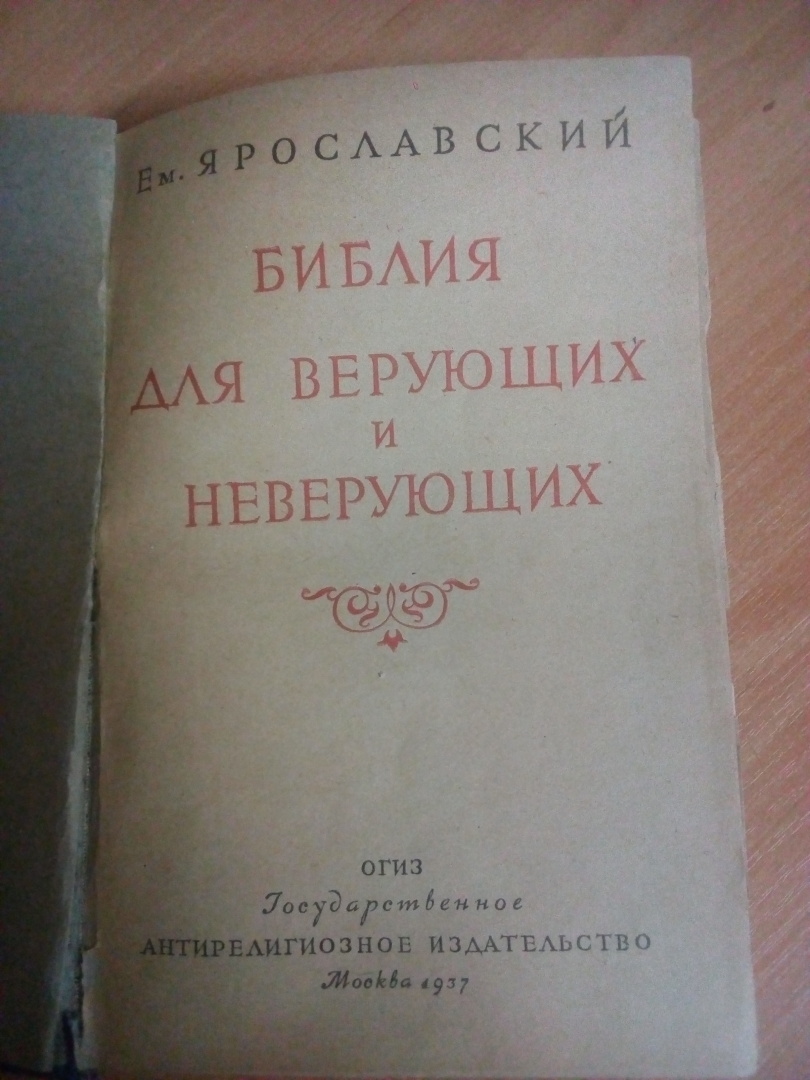 Ем. ЯРОСЛАВСКИЙ
БИБЛИЯ
ДЛЯ ВЕРУЮЩИХ
И
НЕВЕРУЮЩИХ
ОГИЗ
Государственное
АНТИРЕЛИГИОЗНОЕ ИЗДАТЕЛЬСТВО
Москва 1937